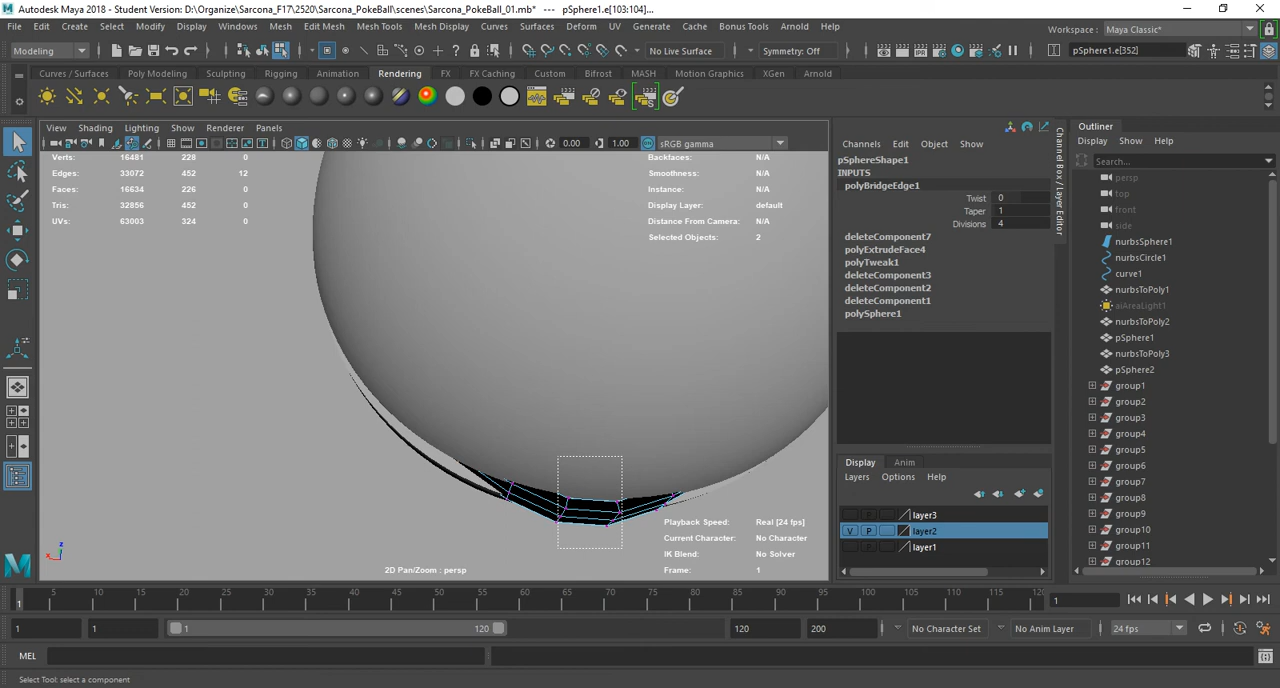 Autodesk Maya 2018 - Student Version: D:\Organize\Sarcona_F17\2520\Sarcona_PokeBall\scenes\Sarcona_PokeBall_01.mb*  ---  pSphere1.e[103:104]...
File Edit Create Select Modify Display Windows Mesh Edit Mesh Mesh Tools Mesh Display Curves Surfaces Deform UV Generate Cache Arnold Help
Workspace: Maya Classic*
Modeling No Live Surface Symmetry: Off pSphere1.e[352]
Curves / Surfaces Poly Modeling Sculpting Rigging Animation Rendering FX FX Caching Custom Bifrost MASH Motion Graphics XGen Arnold
View Shading Lighting Show Renderer Panels
0.00 1.00 sRGB gamma
Verts: 16481 228 0
Edges: 33072 452 12
Faces: 16634 226 0
Tris: 32856 452 0
UVs: 63003 324 0
Backfaces: N/A
Smoothness: N/A
Instance: N/A
Display Layer: default
Distance From Camera: N/A
Selected Objects: 2
Playback Speed: Real [24 fps]
Current Character: No Character
IK Blend: No Solver
Frame: 1
2D Pan/Zoom : persp
z
x
Channels Edit Object Show
pSphereShape1
INPUTS
polyBridgeEdge1
Twist 0
Taper 1
Divisions 4
deleteComponent7
polyExtrudeFace4
polyTweak1
deleteComponent3
deleteComponent2
deleteComponent1
polySphere1
Display Anim
Layers Options Help
layer3
V P layer2
layer1
Channel Box / Layer Editor
Outliner
Display Show Help
Search...
persp
top
front
side
nurbsSphere1
nurbsCircle1
curve1
nurbsToPoly1
aiAreaLight1
nurbsToPoly2
pSphere1
nurbsToPoly3
pSphere2
group1
group2
group3
group4
group5
group6
group7
group8
group9
group10
group11
group12
1 5 10 15 20 25 30 35 40 45 50 55 60 65 70 75 80 85 90 95 100 105 110 115 120
1
1 1 1 120 120 200 No Character Set No Anim Layer 24 fps
MEL
Select Tool: select a component